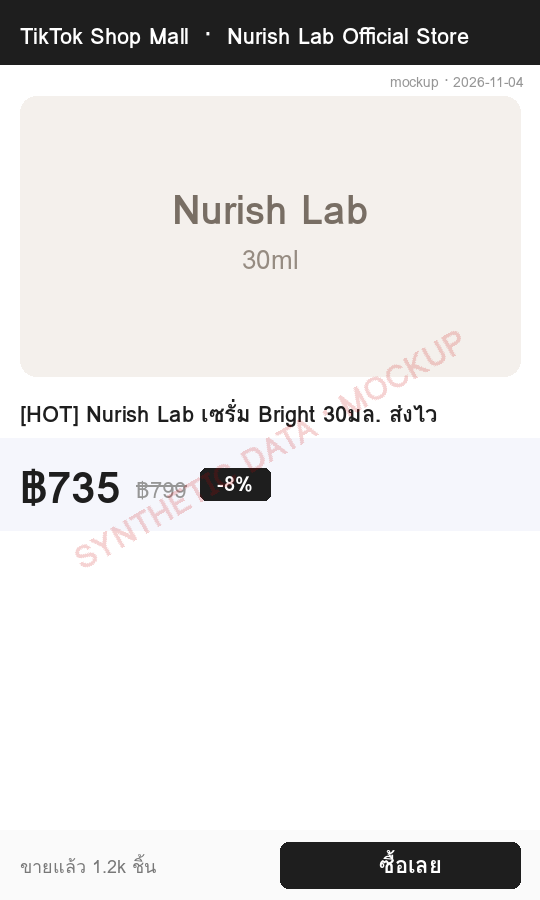 TikTok Shop Mall · Nurish Lab Official Store
mockup · 2026-11-04
Nurish Lab
30ml
[HOT] Nurish Lab เซรั่ม Bright 30มล. ส่งไว
฿735 ฿799 -8%
SYNTHETIC DATA · MOCKUP
ขายแล้ว 1.2k ชิ้น
ซื้อเลย